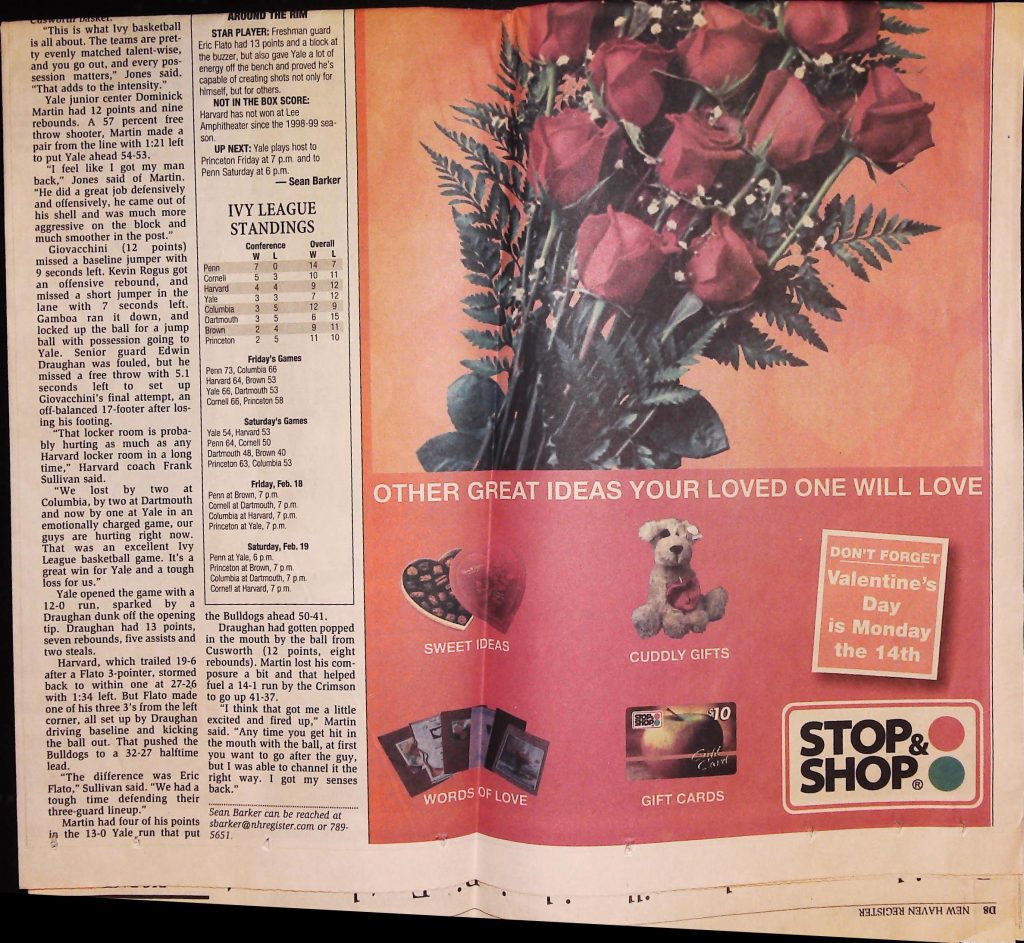 Cusworth basket.
"This is what Ivy basketball
is all about. The teams are pret-
ty evenly matched talent-wise,
and you go out, and every pos-
session matters," Jones said.
"That adds to the intensity."
Yale junior center Dominick
Martin had 12 points and nine
rebounds. A 57 percent free
throw shooter, Martin made a
pair from the line with 1:21 left
to put Yale ahead 54-53.
"I feel like I got my man
back," Jones said of Martin.
"He did a great job defensively
and offensively, he came out of
his shell and was much more
aggressive on the block and
much smoother in the post."
Giovacchini (12 points)
missed a baseline jumper with
9 seconds left. Kevin Rogus got
an offensive rebound, and
missed a short jumper in the
lane with 7 seconds left.
Gamboa ran it down, and
locked up the ball for a jump
ball with possession going to
Yale. Senior guard Edwin
Draughan was fouled, but he
missed a free throw with 5.1
seconds left to set up
Giovacchini's final attempt, an
off-balanced 17-footer after los-
ing his footing.
"That locker room is proba-
bly hurting as much as any
Harvard locker room in a long
time," Harvard coach Frank
Sullivan said.
"We lost by two at
Columbia, by two at Dartmouth
and now by one at Yale in an
emotionally charged game, our
guys are hurting right now.
That was an excellent Ivy
League basketball game. It's a
great win for Yale and a tough
loss for us."
Yale opened the game with a
12-0 run, sparked by a
Draughan dunk off the opening
tip. Draughan had 13 points,
seven rebounds, five assists and
two steals.
Harvard, which trailed 19-6
after a Flato 3-pointer, stormed
back to within one at 27-26
with 1:34 left. But Flato made
one of his three 3's from the left
corner, all set up by Draughan
driving baseline and kicking
the ball out. That pushed the
Bulldogs to a 32-27 halftime
lead.
"The difference was Eric
Flato," Sullivan said. "We had a
tough time defending their
three-guard lineup."
Martin had four of his points
in the 13-0 Yale run that put
AROUND THE RIM
STAR PLAYER: Freshman guard
Eric Flato had 13 points and a block at
the buzzer, but also gave Yale a lot of
energy off the bench and proved he's
capable of creating shots not only for
himself, but for others.
NOT IN THE BOX SCORE:
Harvard has not won at Lee
Amphitheater since the 1998-99 sea-
son.
UP NEXT: Yale plays host to
Princeton Friday at 7 p.m. and to
Penn Saturday at 6 p.m.
— Sean Barker
IVY LEAGUE
STANDINGS
Conference Overall
W L W L
Penn 7 0 14 7
Cornell 5 3 10 11
Harvard 4 4 9 12
Yale 3 3 7 12
Columbia 3 5 12 9
Dartmouth 3 5 6 15
Brown 2 4 9 11
Princeton 2 5 11 10
Friday's Games
Penn 73, Columbia 66
Harvard 64, Brown 53
Yale 66, Dartmouth 53
Cornell 66, Princeton 58
Saturday's Games
Yale 54, Harvard 53
Penn 64, Cornell 50
Dartmouth 48, Brown 40
Princeton 63, Columbia 53
Friday, Feb. 18
Penn at Brown, 7 p.m.
Cornell at Dartmouth, 7 p.m.
Columbia at Harvard, 7 p.m.
Princeton at Yale, 7 p.m.
Saturday, Feb. 19
Penn at Yale, 6 p.m.
Princeton at Brown, 7 p.m.
Columbia at Dartmouth, 7 p.m.
Cornell at Harvard, 7 p.m.
the Bulldogs ahead 50-41.
Draughan had gotten popped
in the mouth by the ball from
Cusworth (12 points, eight
rebounds). Martin lost his com-
posure a bit and that helped
fuel a 14-1 run by the Crimson
to go up 41-37.
"I think that got me a little
excited and fired up," Martin
said. "Any time you get hit in
the mouth with the ball, at first
you want to go after the guy,
but I was able to channel it the
right way. I got my senses
back."
Sean Barker can be reached at
sbarker@nhregister.com or 789-
5651.
OTHER GREAT IDEAS YOUR LOVED ONE WILL LOVE
SWEET IDEAS
CUDDLY GIFTS
DON'T FORGET
Valentine's
Day
is Monday
the 14th
WORDS OF LOVE
STOP&
SHOP
$10
Gift
Card
GIFT CARDS
STOP&
SHOP®
D8 NEW HAVEN REGISTER